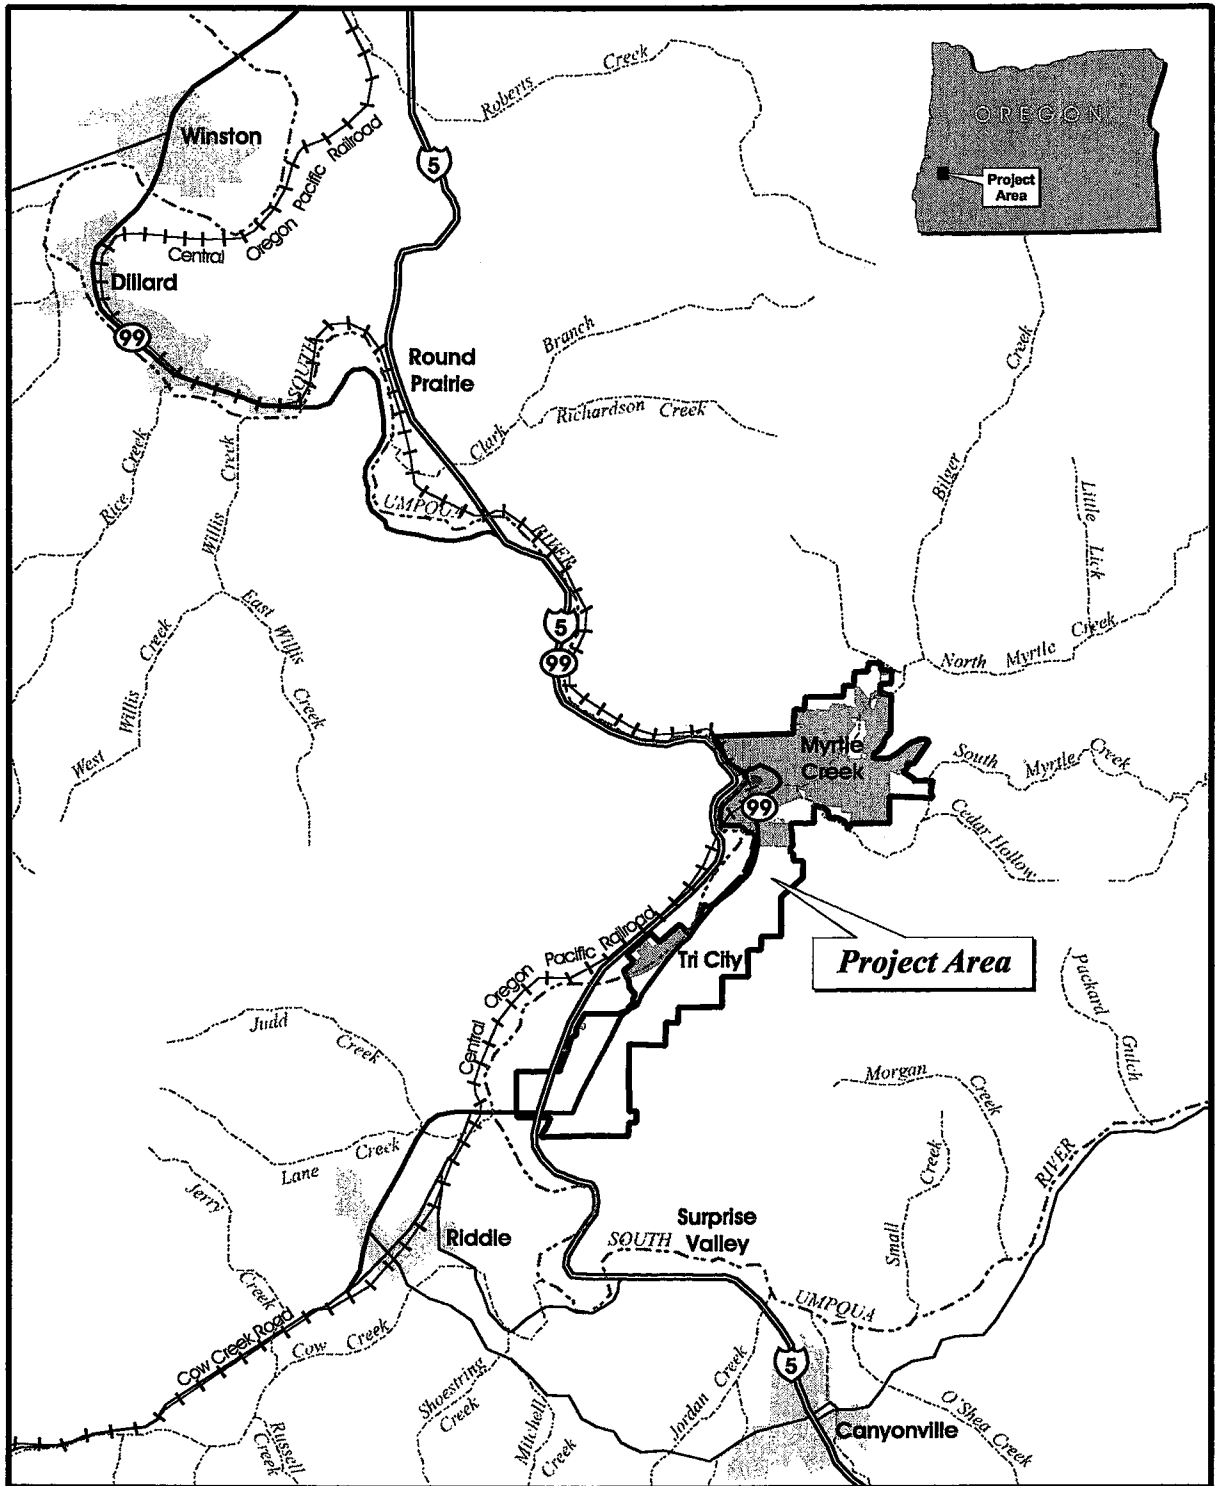 Roberts Creek
OREGON
Project
Area
Winston
5
Central Oregon Pacific Railroad
Dillard
99
SOUTH
Round
Prairie
Branch
Clark
Richardson Creek
Creek
Bilger
Little Lick
Rice Creek
Willis Creek
UMPQUA
RIVER
East Willis Creek
West Willis Creek
5
99
North Myrtle Creek
Myrtle
Creek
99
South Myrtle Creek
Cedar Hollow
Project Area
Tri City
Central Oregon Pacific Railroad
Packard Gulch
Judd Creek
Morgan Creek
Lane Creek
Jerry Creek
Small Creek
RIVER
Riddle
Surprise
Valley
SOUTH
UMPQUA
Cow Creek Road
Cow Creek
5
Shoestring
Creek
Mitchell
Creek
Jordan Creek
O'Shea Creek
Russell
Creek
Canyonville